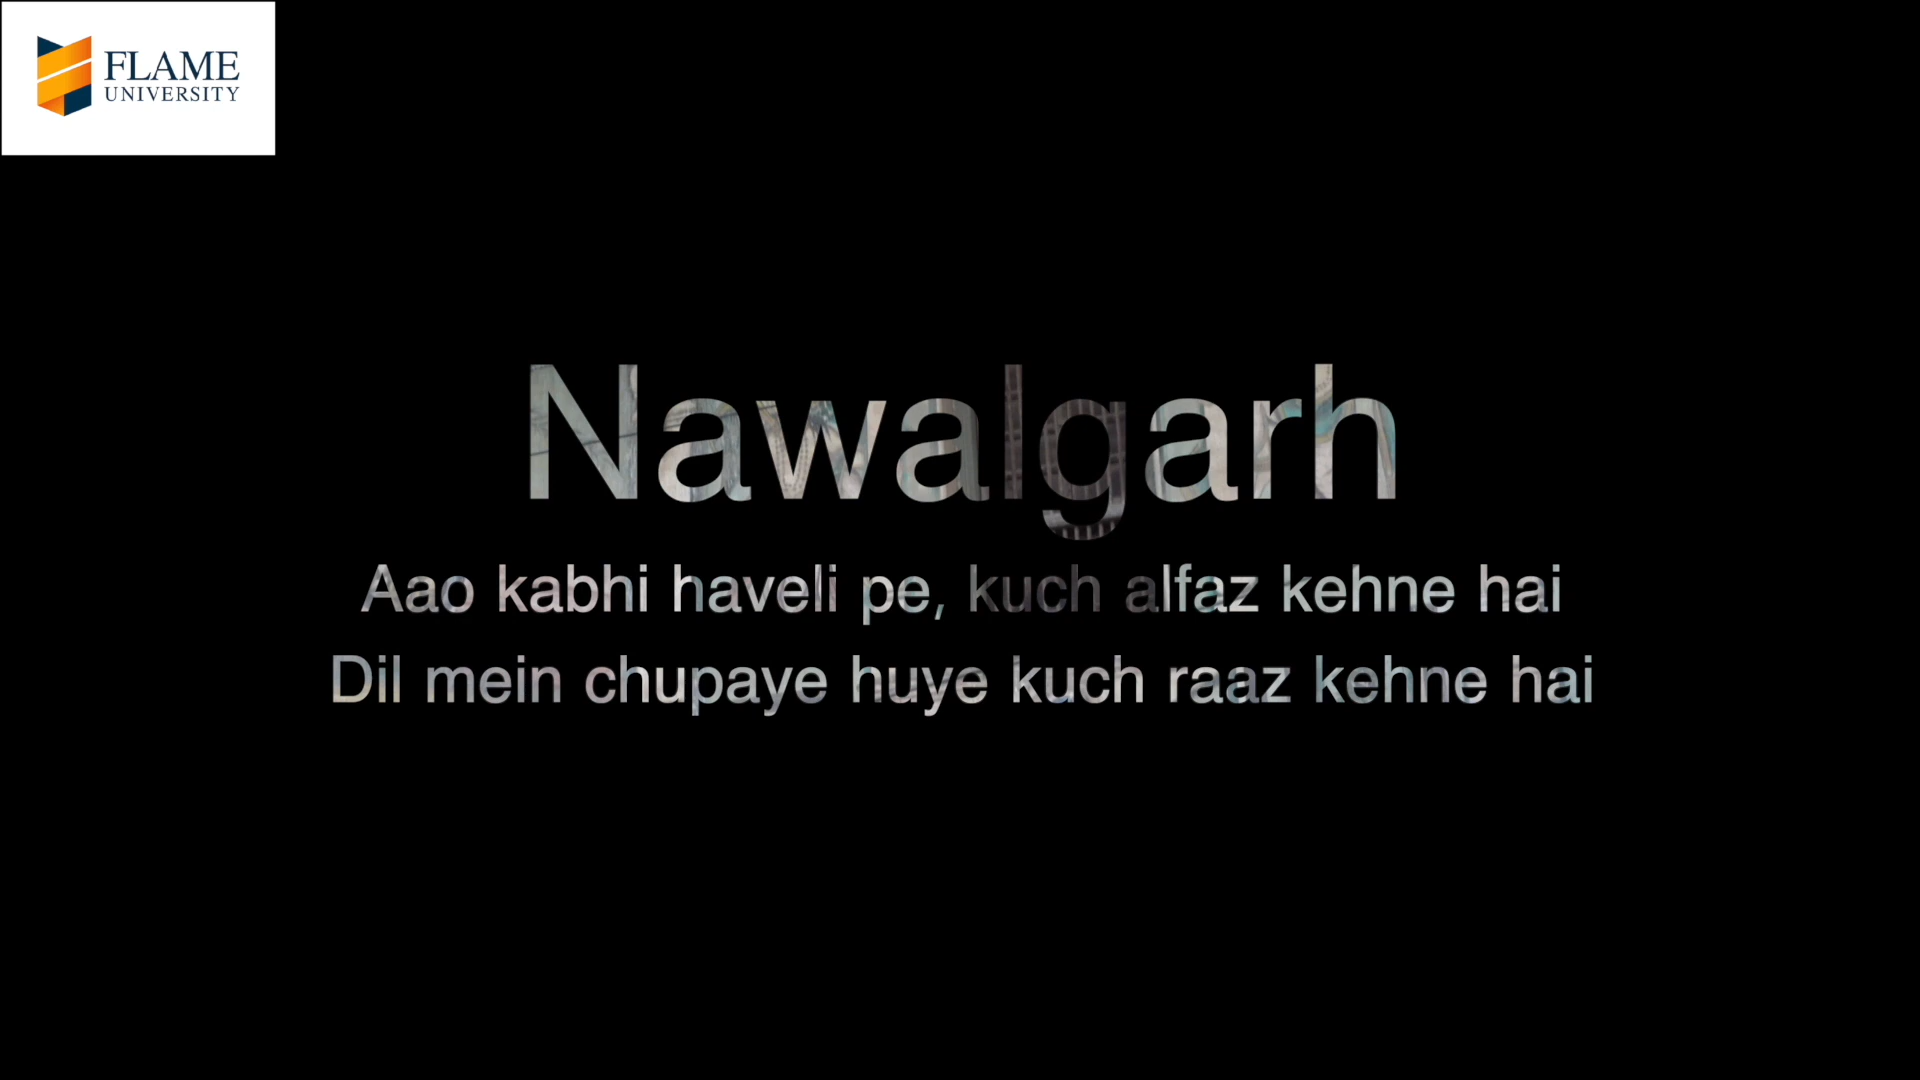 FLAME
UNIVERSITY
Nawalgarh
Aao kabhi haveli pe, kuch alfaz kehne hai
Dil mein chupaye huye kuch raaz kehne hai